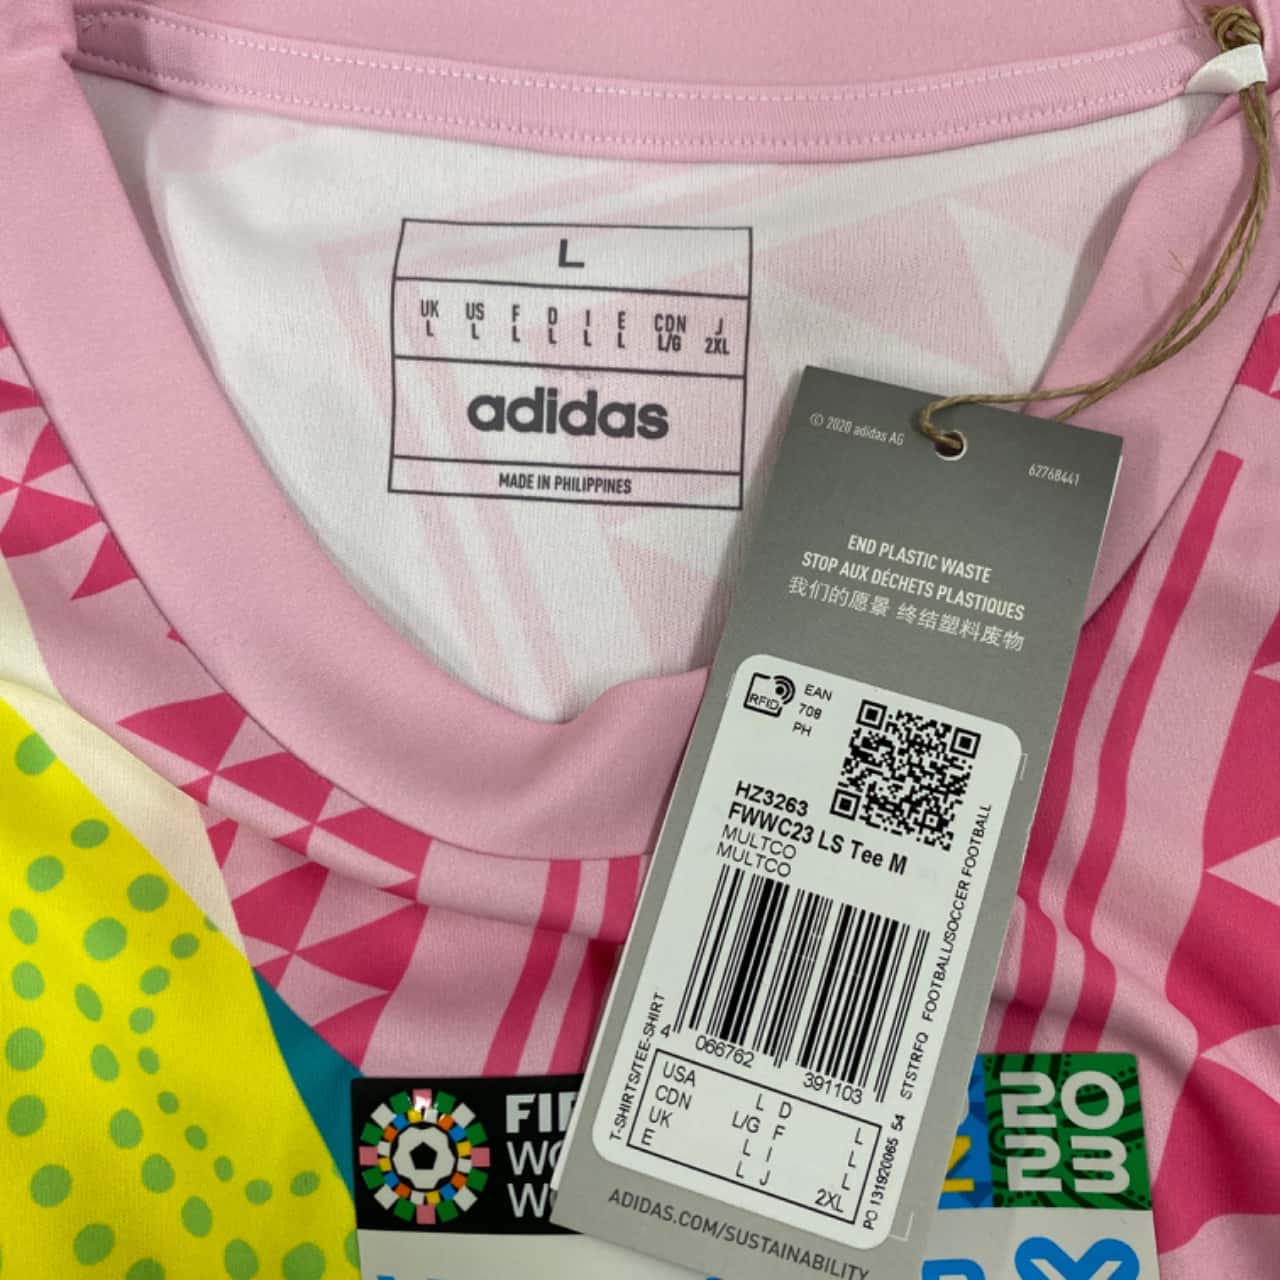 L
UK US F D I E CDN J
L L L L L L L/G 2XL
adidas
MADE IN PHILIPPINES
© 2020 adidas AG
62768441
END PLASTIC WASTE
STOP AUX DÉCHETS PLASTIQUES
我们的愿景 终结塑料废物
RFID
EAN
708
PH
HZ3263
FWWC23 LS Tee M
MULTCO
MULTCO
4 066762 391103
T-SHIRTS/TEE-SHIRT
STSTRFQ FOOTBALL/SOCCER FOOTBALL
USA L D L
CDN L/G F L
UK L I L
E L J 2XL
PO 131920065 54
ADIDAS.COM/SUSTAINABILITY
2023